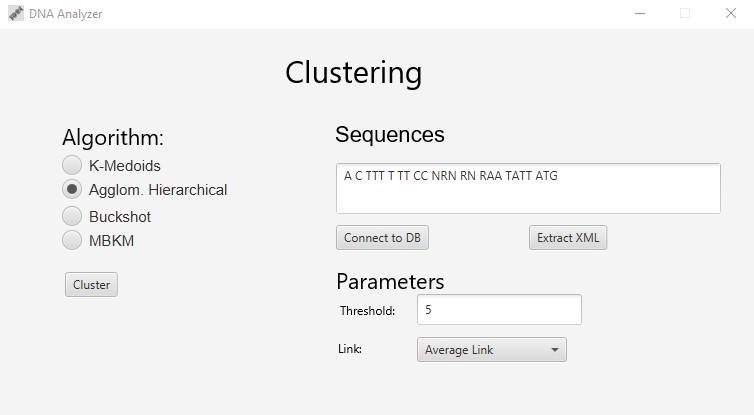 DNA Analyzer
Clustering
Algorithm:
K-Medoids
Agglom. Hierarchical
Buckshot
MBKM
Cluster
Sequences
A C TTT T TT CC NRN RN RAA TATT ATG
Connect to DB
Extract XML
Parameters
Threshold:
5
Link:
Average Link